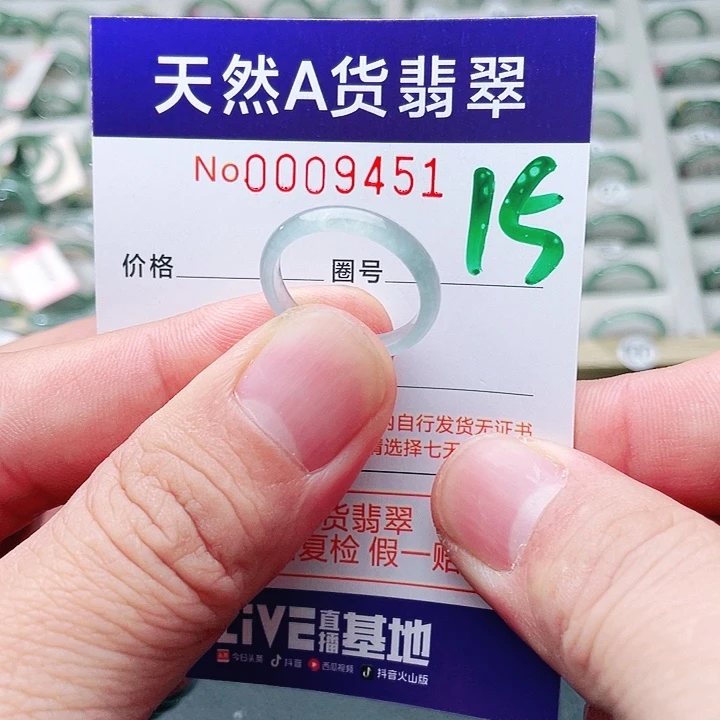 天然A货翡翠
No0009451
15
价格 圈号
内自行发货无证书
请选择七天
货翡翠
复检 假一赔
LIVE直播基地
今日头条 抖音 西瓜视频 抖音火山版